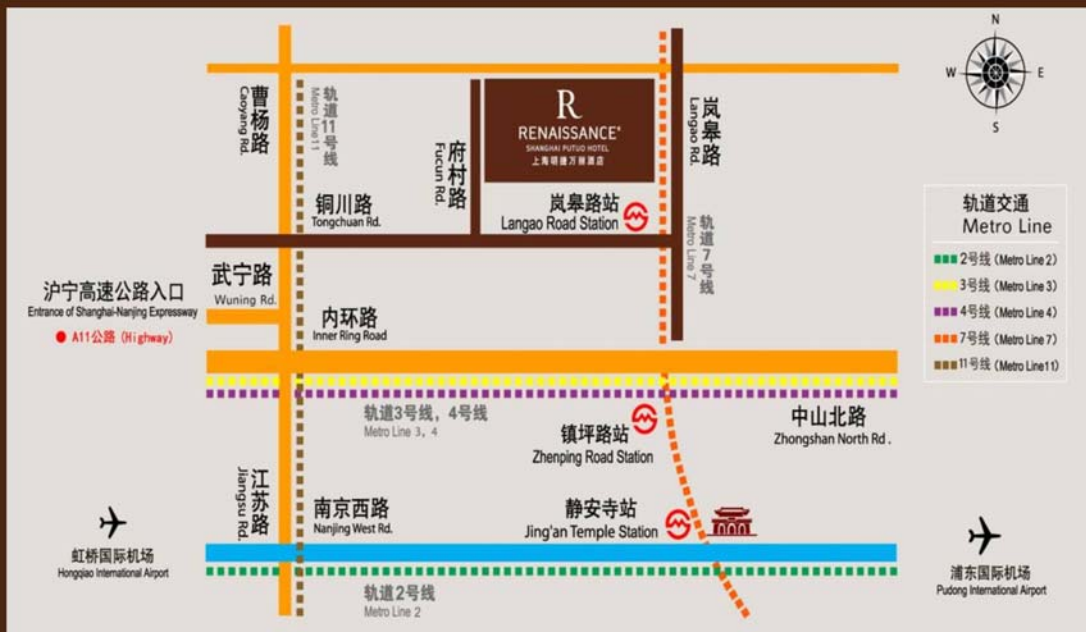 N
W
E
S
曹杨路
Caoyang Rd.
轨道11号线
Metro Line11
府村路
Fucun Rd.
R
RENAISSANCE®
SHANGHAI PUTUO HOTEL
上海明捷万丽酒店
岚皋路
Langao Rd.
铜川路
Tongchuan Rd.
岚皋路站
Langao Road Station
轨道7号线
Metro Line 7
轨道交通
Metro Line
2号线 (Metro Line 2)
3号线 (Metro Line 3)
4号线 (Metro Line 4)
7号线 (Metro Line 7)
11号线 (Metro Line11)
武宁路
Wuning Rd.
沪宁高速公路入口
Entrance of Shanghai-Nanjing Expressway
A11公路 (Highway)
内环路
Inner Ring Road
轨道3号线，4号线
Metro Line 3, 4
镇坪路站
Zhenping Road Station
中山北路
Zhongshan North Rd .
江苏路
Jiangsu Rd.
南京西路
Nanjing West Rd.
静安寺站
Jing'an Temple Station
虹桥国际机场
Hongqiao International Airport
浦东国际机场
Pudong International Airport
轨道2号线
Metro Line 2